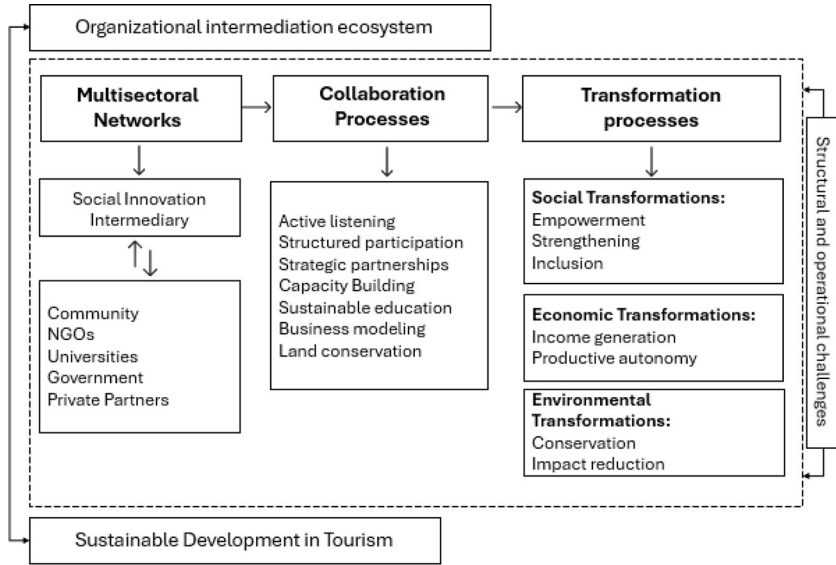 Organizational intermediation ecosystem
Multisectoral
Networks
Collaboration
Processes
Transformation
processes
Social Innovation
Intermediary
Community
NGOs
Universities
Government
Private Partners
Active listening
Structured participation
Strategic partnerships
Capacity Building
Sustainable education
Business modeling
Land conservation
Social Transformations:
Empowerment
Strengthening
Inclusion
Economic Transformations:
Income generation
Productive autonomy
Environmental
Transformations:
Conservation
Impact reduction
Structural and operational challenges
Sustainable Development in Tourism